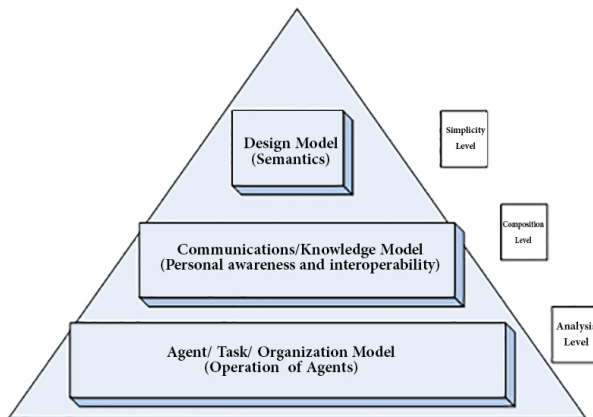 Design Model
(Semantics)
Simplicity
Level
Communications/Knowledge Model
(Personal awareness and interoperability)
Composition
Level
Agent/ Task/ Organization Model
(Operation of Agents)
Analysis
Level